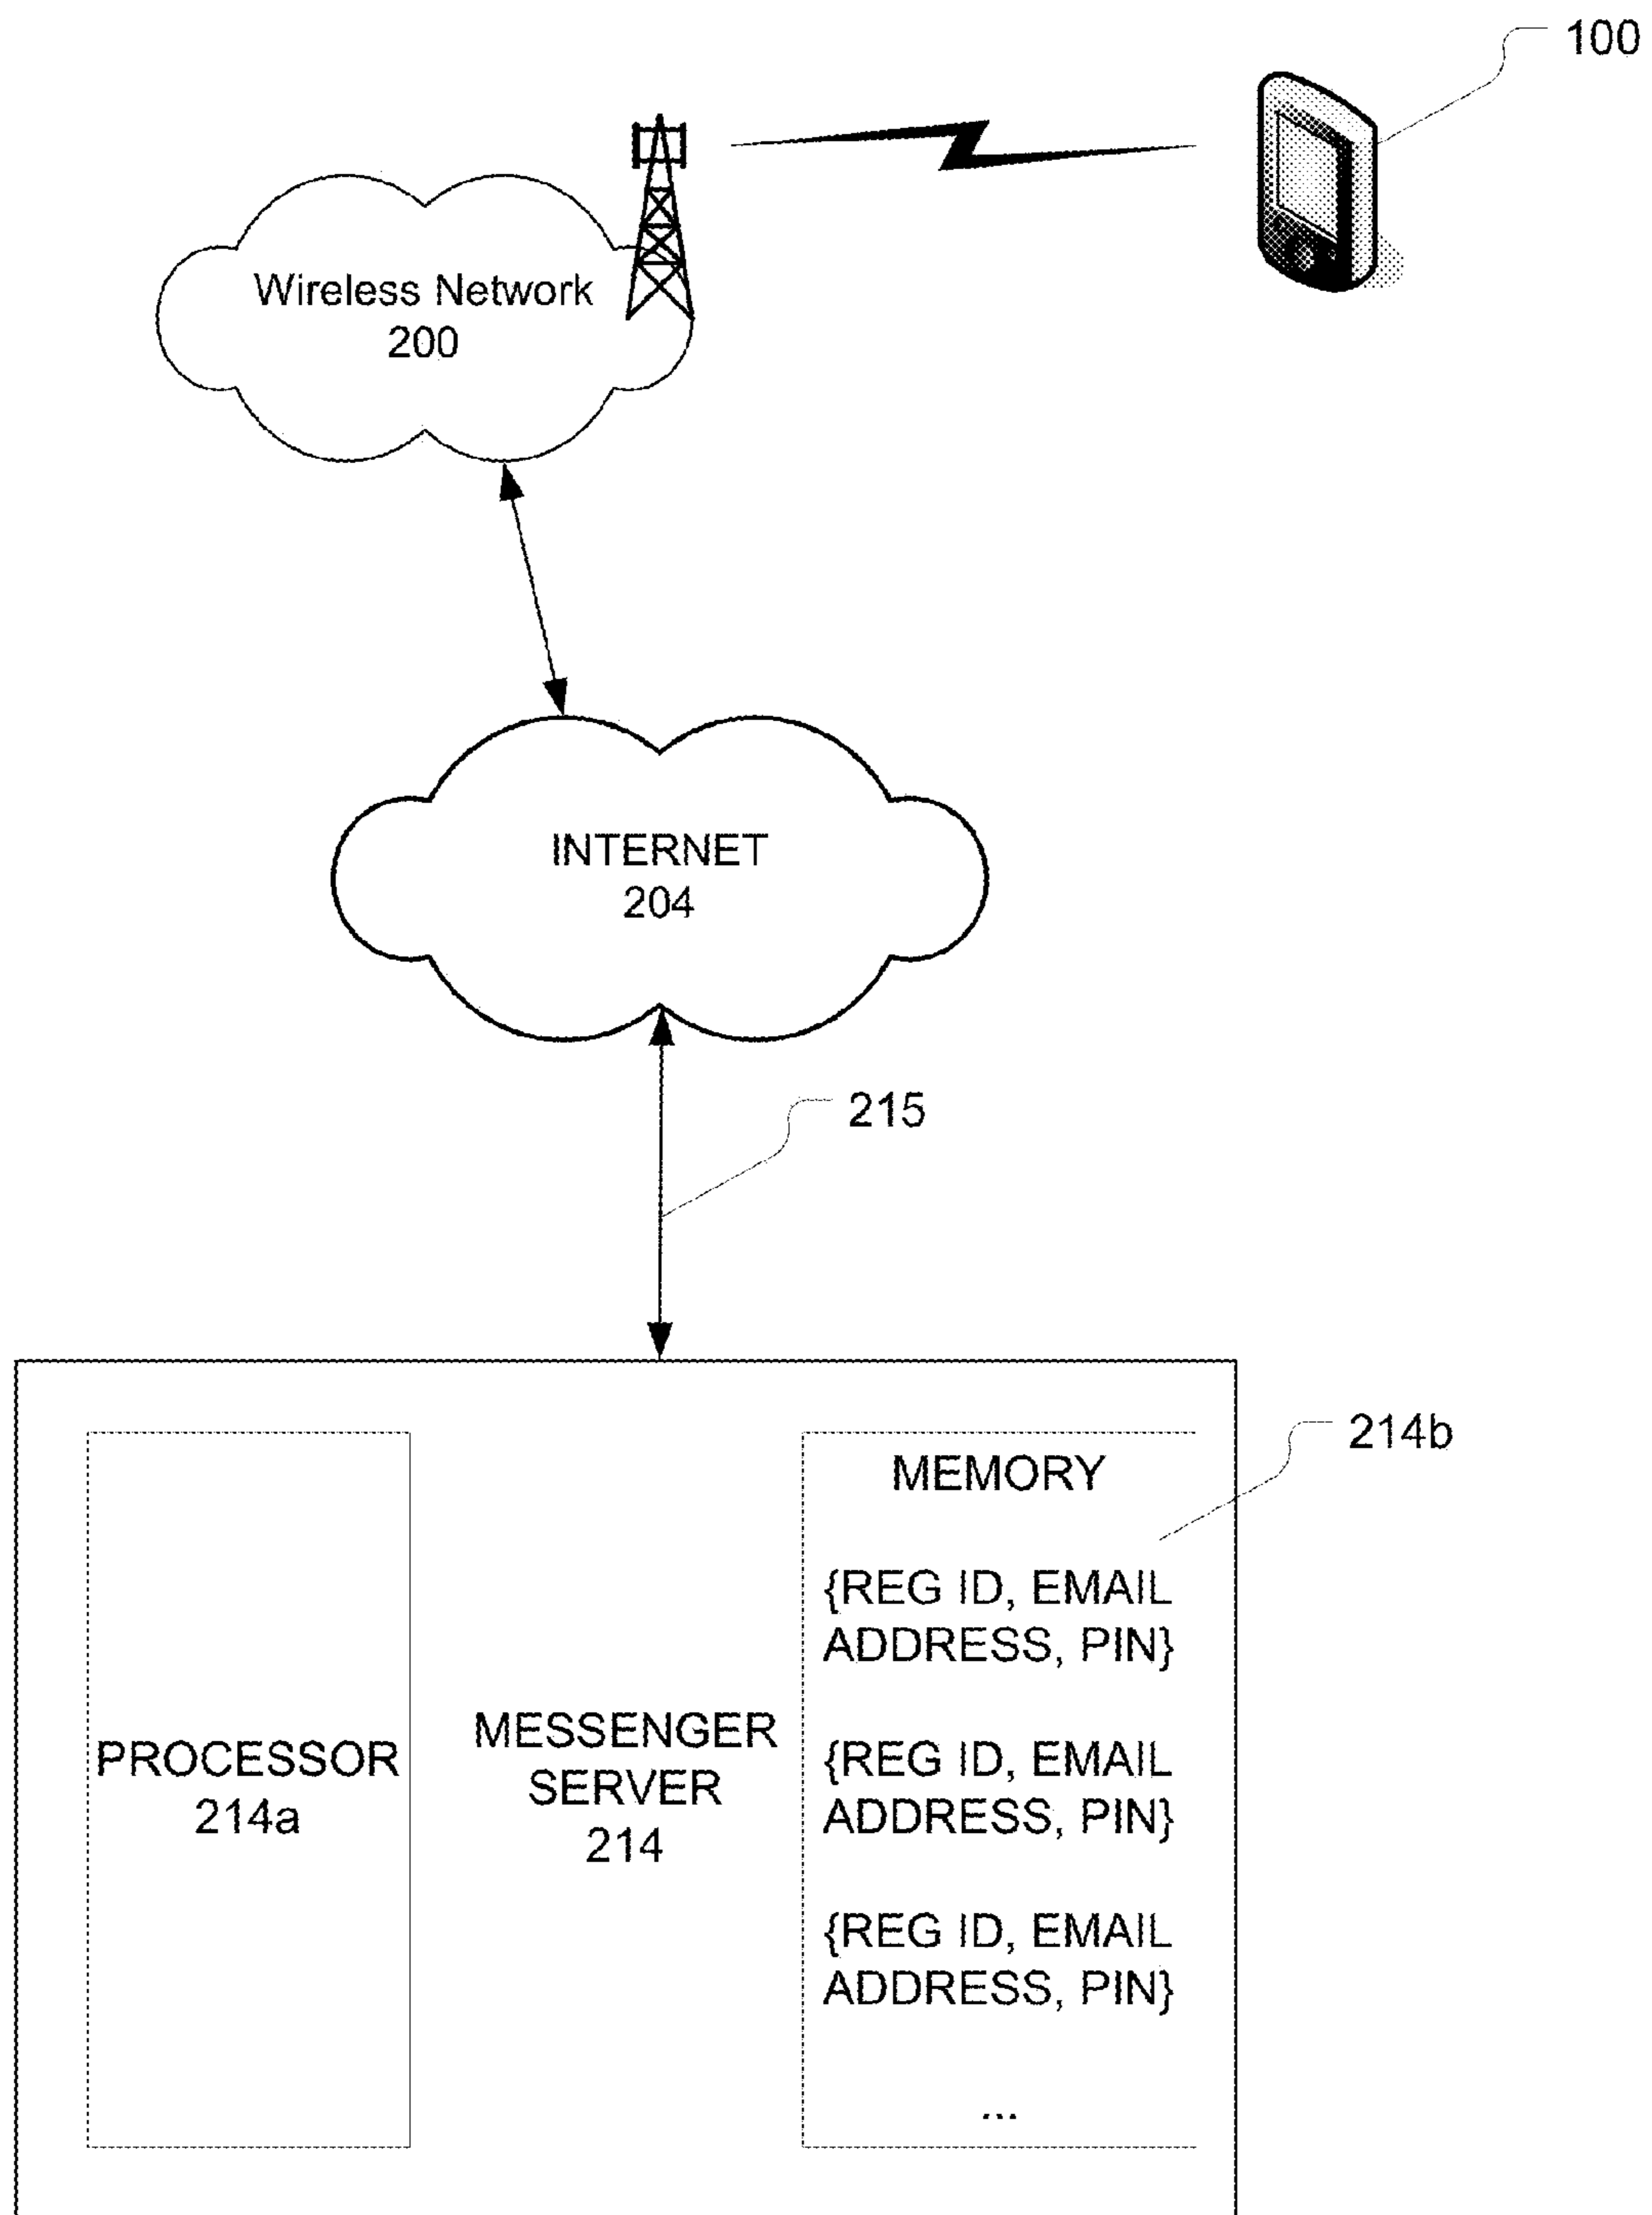 100
Wireless Network
200
INTERNET
204
215
214b
MEMORY
{REG ID, EMAIL
ADDRESS, PIN}
{REG ID, EMAIL
ADDRESS, PIN}
{REG ID, EMAIL
ADDRESS, PIN}
...
PROCESSOR
214a
MESSENGER
SERVER
214